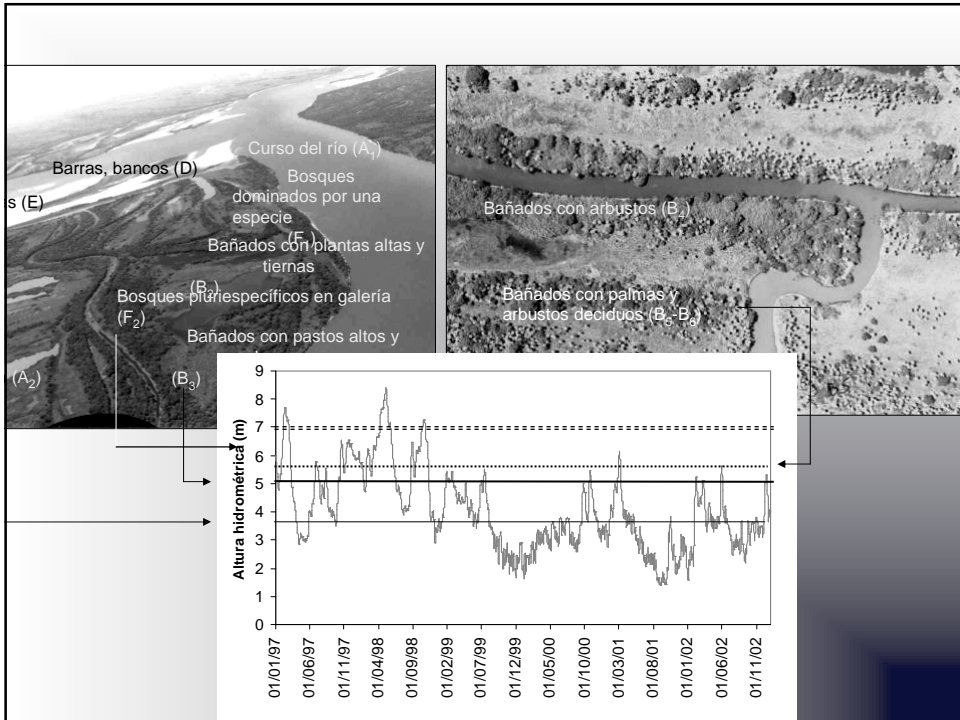 Curso del río (A₁)
Barras, bancos (D)
Bosques
dominados por una
especie
s (E)
Bañados con plantas altas y
tiernas
(B₂)
Bosques pluriespecíficos en galería
(F₂)
Bañados con pastos altos y
(A₂)
(B₃)
Bañados con arbustos (B₄)
Bañados con palmas y
arbustos deciduos (B₅-B₆)
Altura hidrométrica (m)
9
8
7
6
5
4
3
2
1
0
01/01/97
01/06/97
01/11/97
01/04/98
01/09/98
01/02/99
01/07/99
01/12/99
01/05/00
01/10/00
01/03/01
01/08/01
01/01/02
01/06/02
01/11/02